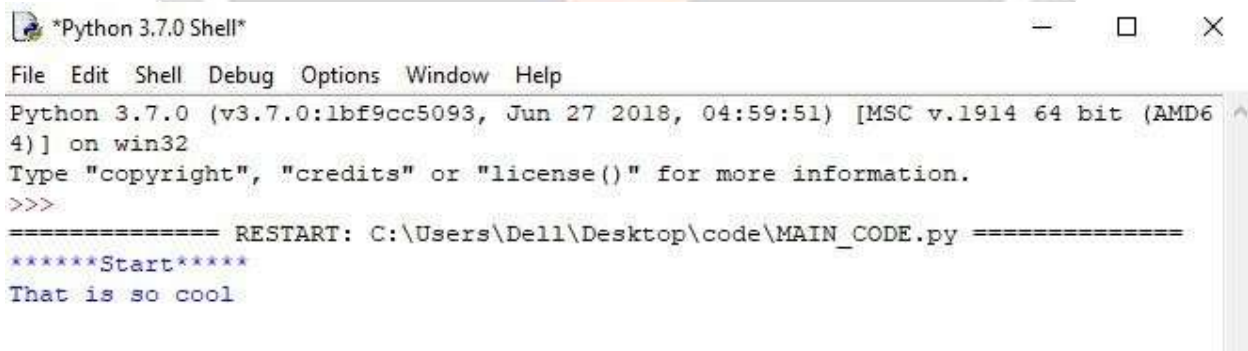 *Python 3.7.0 Shell*
File Edit Shell Debug Options Window Help
Python 3.7.0 (v3.7.0:1bf9cc5093, Jun 27 2018, 04:59:51) [MSC v.1914 64 bit (AMD6
4)] on win32
Type "copyright", "credits" or "license()" for more information.
>>>
============== RESTART: C:\Users\Dell\Desktop\code\MAIN_CODE.py ==============
******Start*****
That is so cool